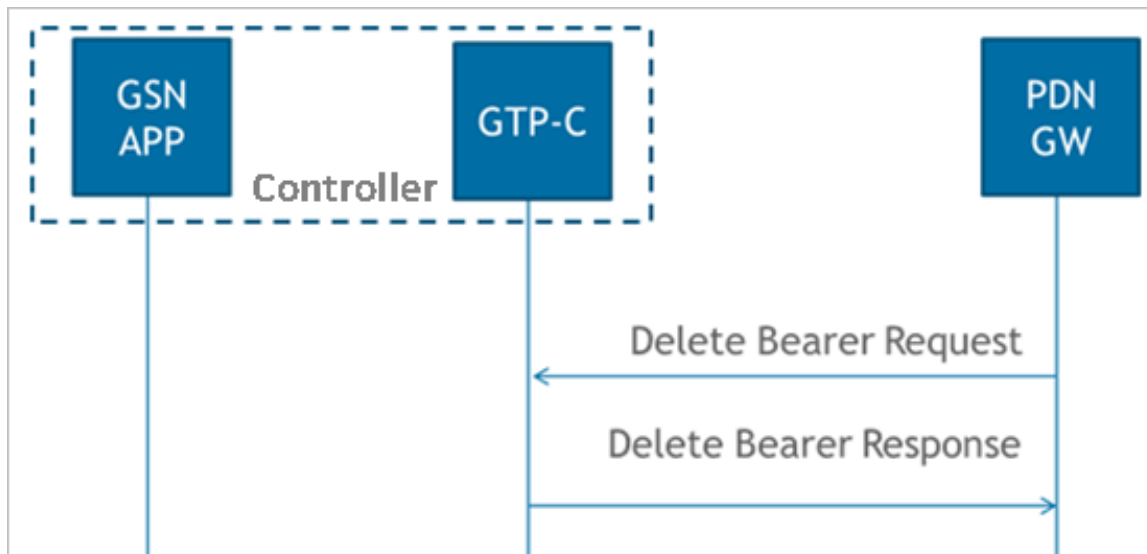 GSN
APP
GTP-C
PDN
GW
Controller
Delete Bearer Request
Delete Bearer Response